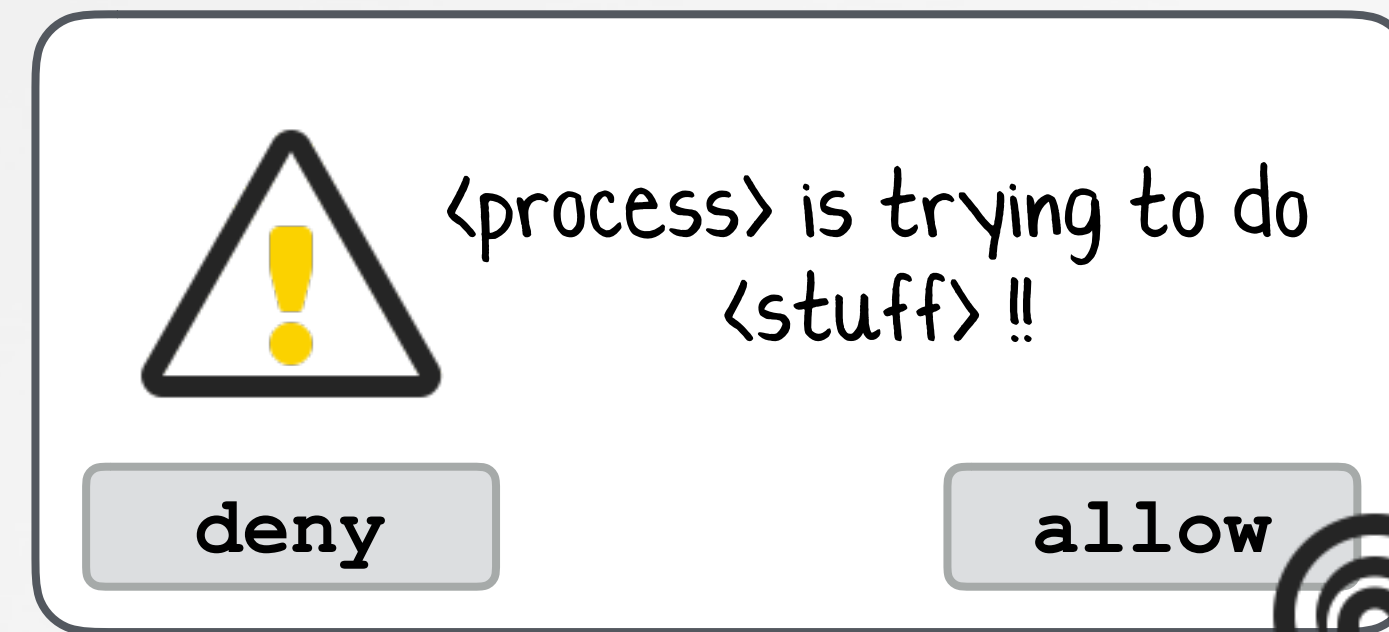 <process> is trying to do
<stuff> !!
deny
allow